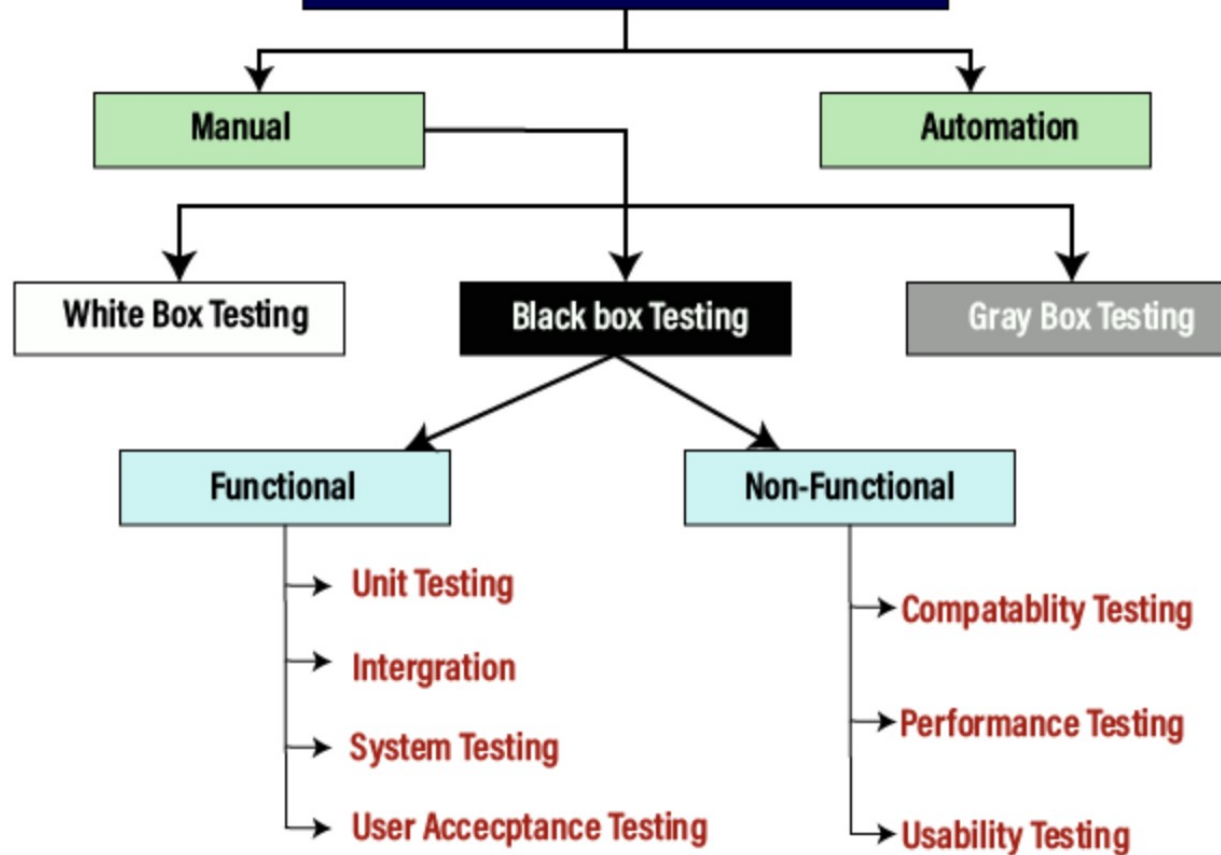 Manual
Automation
White Box Testing
Black box Testing
Gray Box Testing
Functional
Non-Functional
Unit Testing
Compatablity Testing
Intergration
Performance Testing
System Testing
User Accecptance Testing
Usability Testing